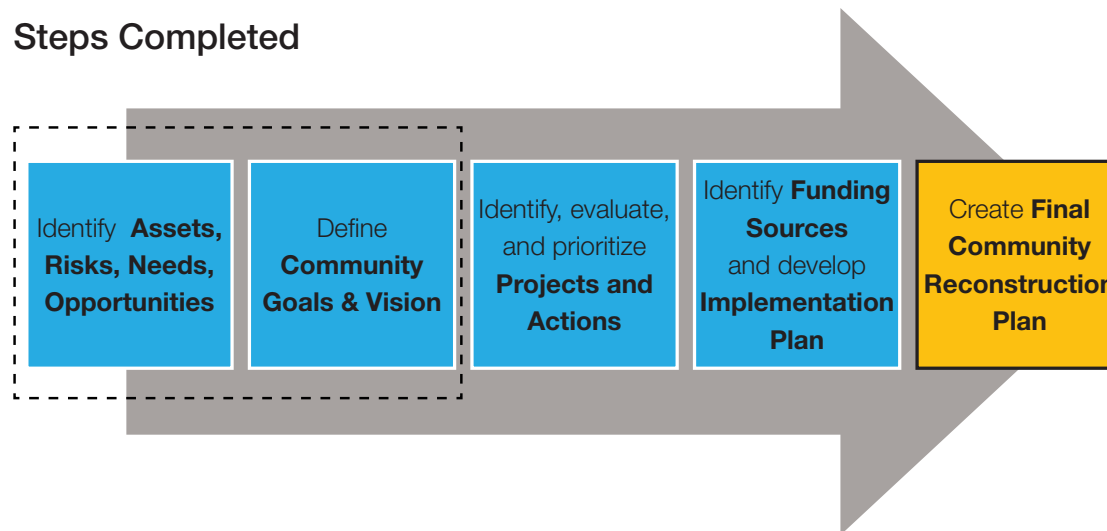 Steps Completed
Identify Assets,
Risks, Needs,
Opportunities
Define
Community
Goals & Vision
Identify, evaluate,
and prioritize
Projects and
Actions
Identify Funding
Sources
and develop
Implementation
Plan
Create Final
Community
Reconstruction
Plan